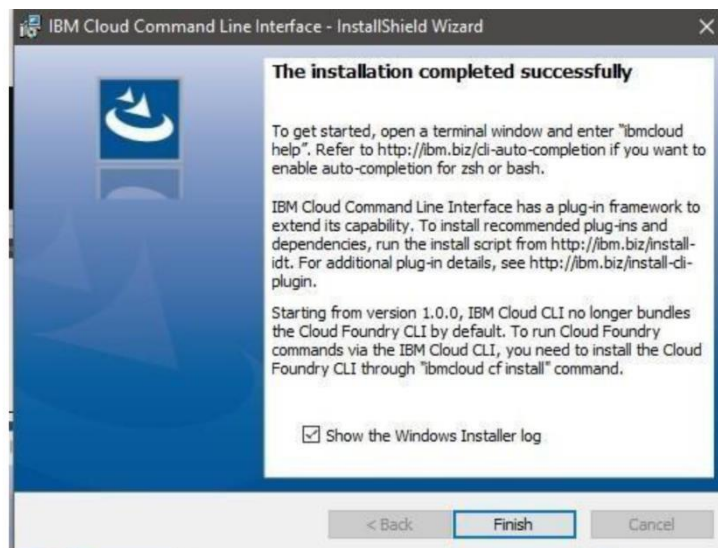 IBM Cloud Command Line Interface - InstallShield Wizard
The installation completed successfully
To get started, open a terminal window and enter "ibmcloud
help". Refer to http://ibm.biz/cli-auto-completion if you want to
enable auto-completion for zsh or bash.
IBM Cloud Command Line Interface has a plug-in framework to
extend its capability. To install recommended plug-ins and
dependencies, run the install script from http://ibm.biz/install-
idt. For additional plug-in details, see http://ibm.biz/install-cli-
plugin.
Starting from version 1.0.0, IBM Cloud CLI no longer bundles
the Cloud Foundry CLI by default. To run Cloud Foundry
commands via the IBM Cloud CLI, you need to install the Cloud
Foundry CLI through "ibmcloud cf install" command.
Show the Windows Installer log
< Back Finish Cancel